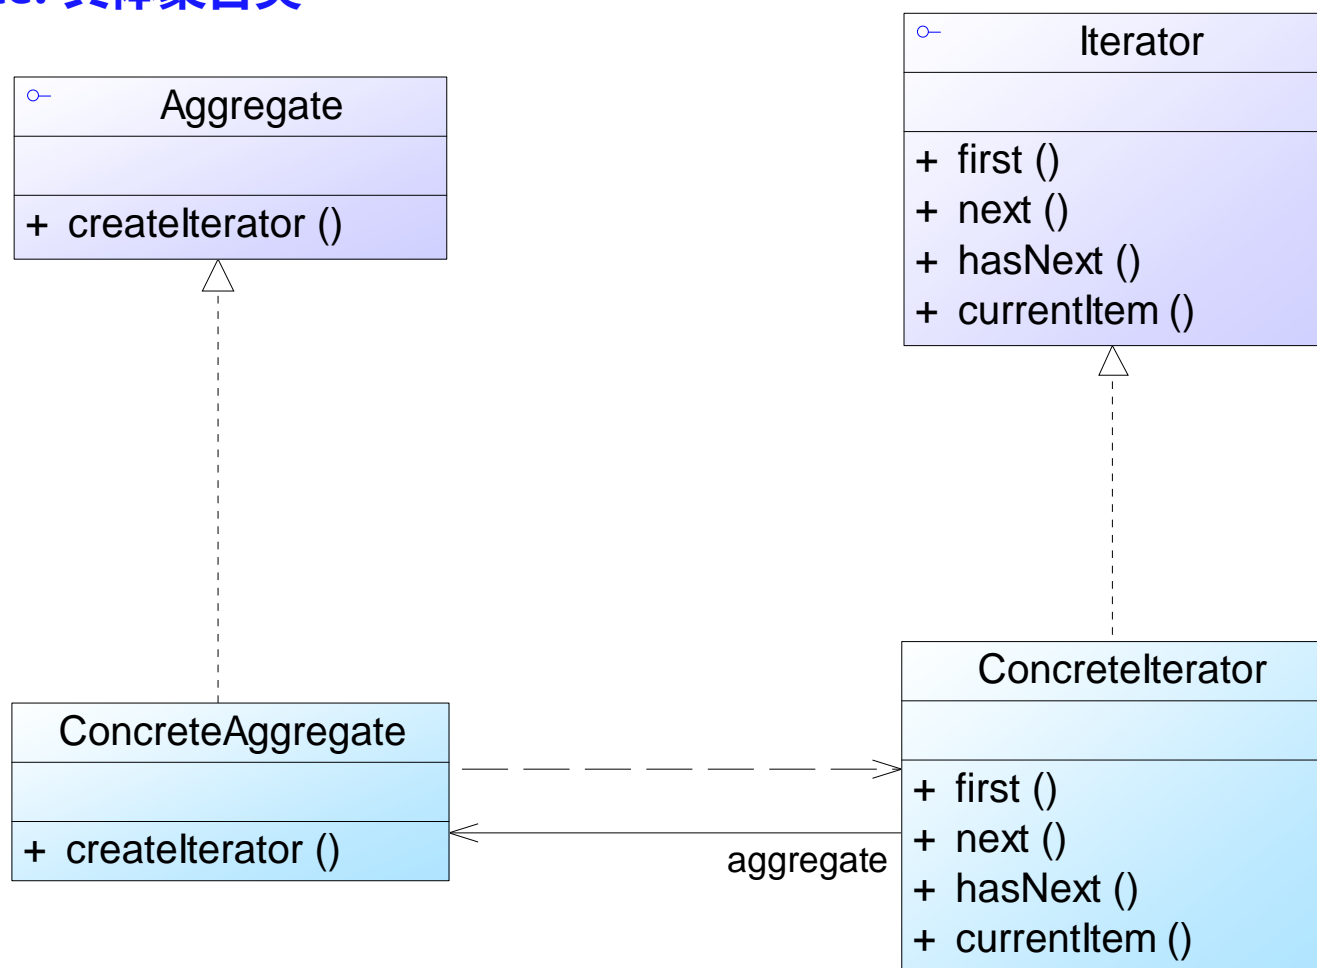 Aggregate
+ createIterator ()
Iterator
+ first ()
+ next ()
+ hasNext ()
+ currentItem ()
ConcreteAggregate
+ createIterator ()
aggregate
ConcreteIterator
+ first ()
+ next ()
+ hasNext ()
+ currentItem ()